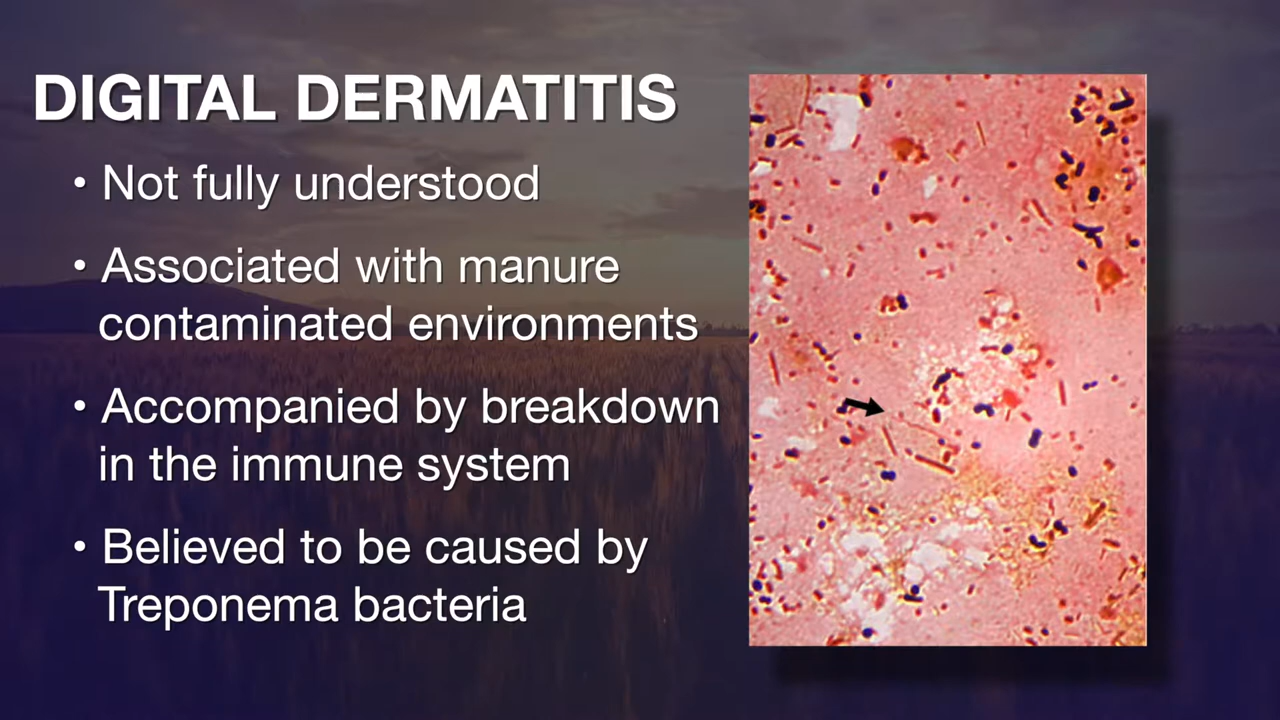 DIGITAL DERMATITIS
• Not fully understood
• Associated with manure
contaminated environments
• Accompanied by breakdown
in the immune system
• Believed to be caused by
Treponema bacteria